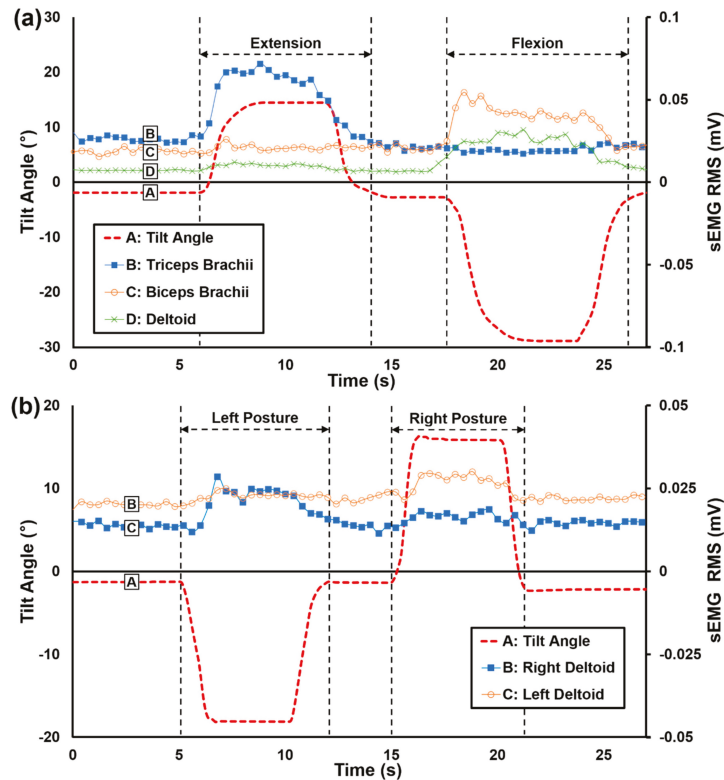 (a)
Tilt Angle (°)
30
20
10
0
-10
-20
-30
Extension
Flexion
B
C
D
A
A: Tilt Angle
B: Triceps Brachii
C: Biceps Brachii
D: Deltoid
0.1
0.05
0
-0.05
-0.1
sEMG RMS (mV)
0 5 10 15 20 25
Time (s)
(b)
Tilt Angle (°)
20
10
0
-10
-20
Left Posture
Right Posture
B
C
A
A: Tilt Angle
B: Right Deltoid
C: Left Deltoid
0.05
0.025
0
-0.025
-0.05
sEMG RMS (mV)
0 5 10 15 20 25
Time (s)